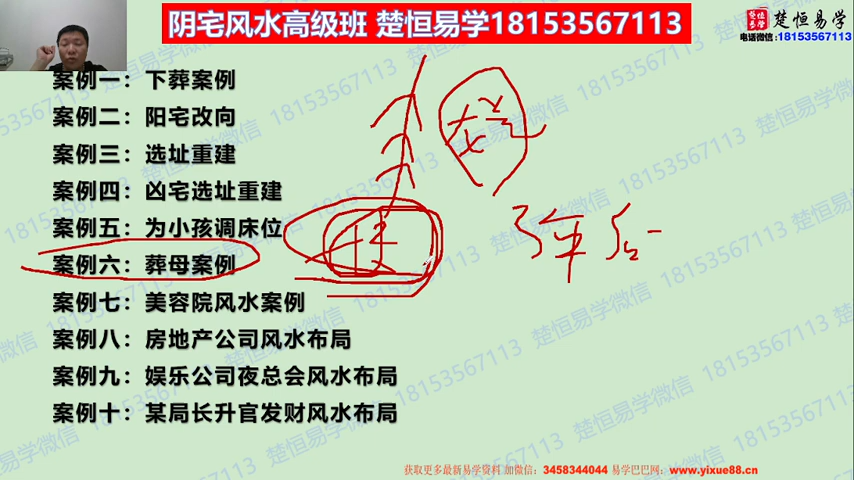 阴宅风水高级班 楚恒易学18153567113
楚恒易学
电话微信:18153567113
案例一：下葬案例
案例二：阳宅改向
案例三：选址重建
案例四：凶宅选址重建
案例五：为小孩调床位
案例六：葬母案例
案例七：美容院风水案例
案例八：房地产公司风水布局
案例九：娱乐公司夜总会风水布局
案例十：某局长升官发财风水布局
3年后
楚恒易学微信 18153567113
获取更多最新易学资料 加微信：3458344044 易学巴巴网：www.yixue88.cn